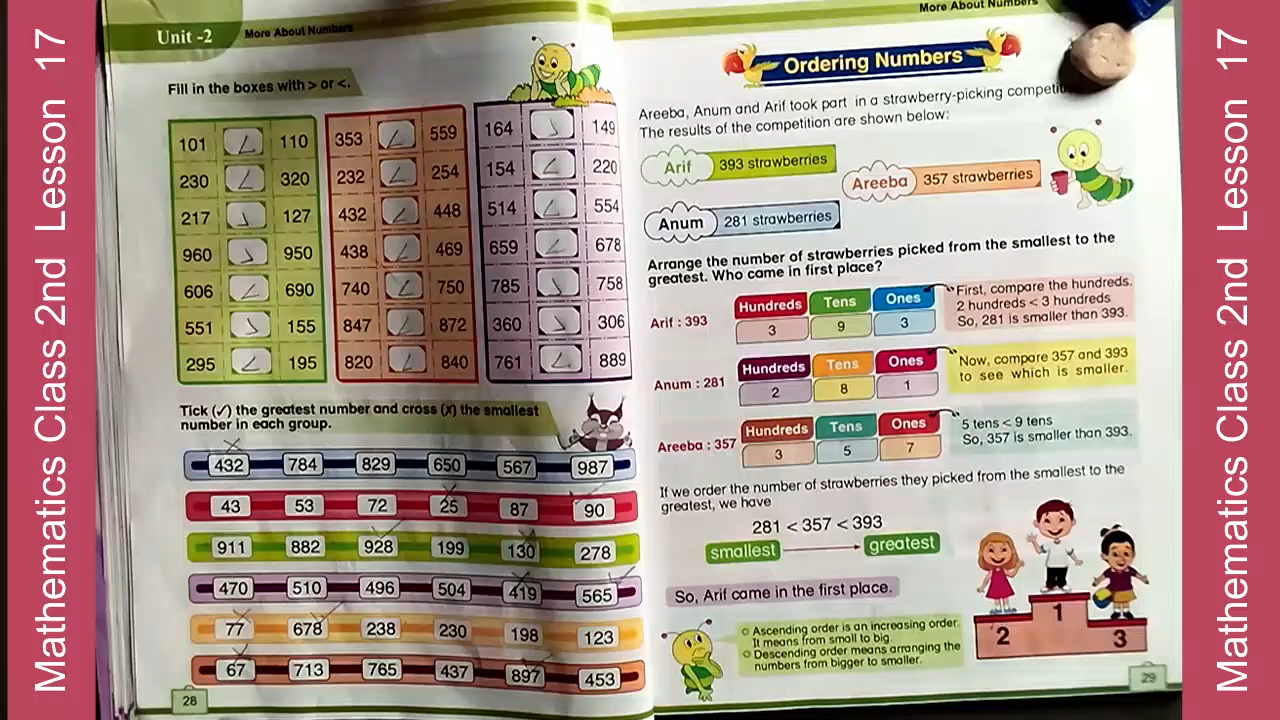 Mathematics Class 2nd Lesson 17
Unit -2
More About Numbers
Fill in the boxes with > or <.
101 < 110
230 < 320
217 > 127
960 > 950
606 < 690
551 > 155
295 < 195
353 < 559
232 < 254
432 < 448
438 < 469
740 < 750
847 < 872
820 < 840
164 > 149
154 < 220
514 < 554
659 < 678
785 > 758
360 > 306
761 < 889
Tick (✓) the greatest number and cross (x) the smallest
number in each group.
432 784 829 650 567 987
43 53 72 25 87 90
911 882 928 199 130 278
470 510 496 504 419 565
77 678 238 230 198 123
67 713 765 437 897 453
28
More About Numbers
Ordering Numbers
Areeba, Anum and Arif took part in a strawberry-picking
The results of the competition are shown below:
Arif 393 strawberries
Areeba 357 strawberries
Anum 281 strawberries
Arrange the number of strawberries picked from the smallest to the
greatest. Who came in first place?
Arif : 393
Hundreds Tens Ones
3 9 3
First, compare the hundreds.
2 hundreds < 3 hundreds
So, 281 is smaller than 393.
Anum : 281
Hundreds Tens Ones
2 8 1
Now, compare 357 and 393
to see which is smaller.
Areeba : 357
Hundreds Tens Ones
3 5 7
5 tens < 9 tens
So, 357 is smaller than 393.
If we order the number of strawberries they picked from the smallest to the
greatest, we have
281 < 357 < 393
smallest greatest
So, Arif came in the first place.
2 1 3
Ascending order is an increasing order.
It means from small to big.
Descending order means arranging the
numbers from bigger to smaller.
29
Mathematics Class 2nd Lesson 17